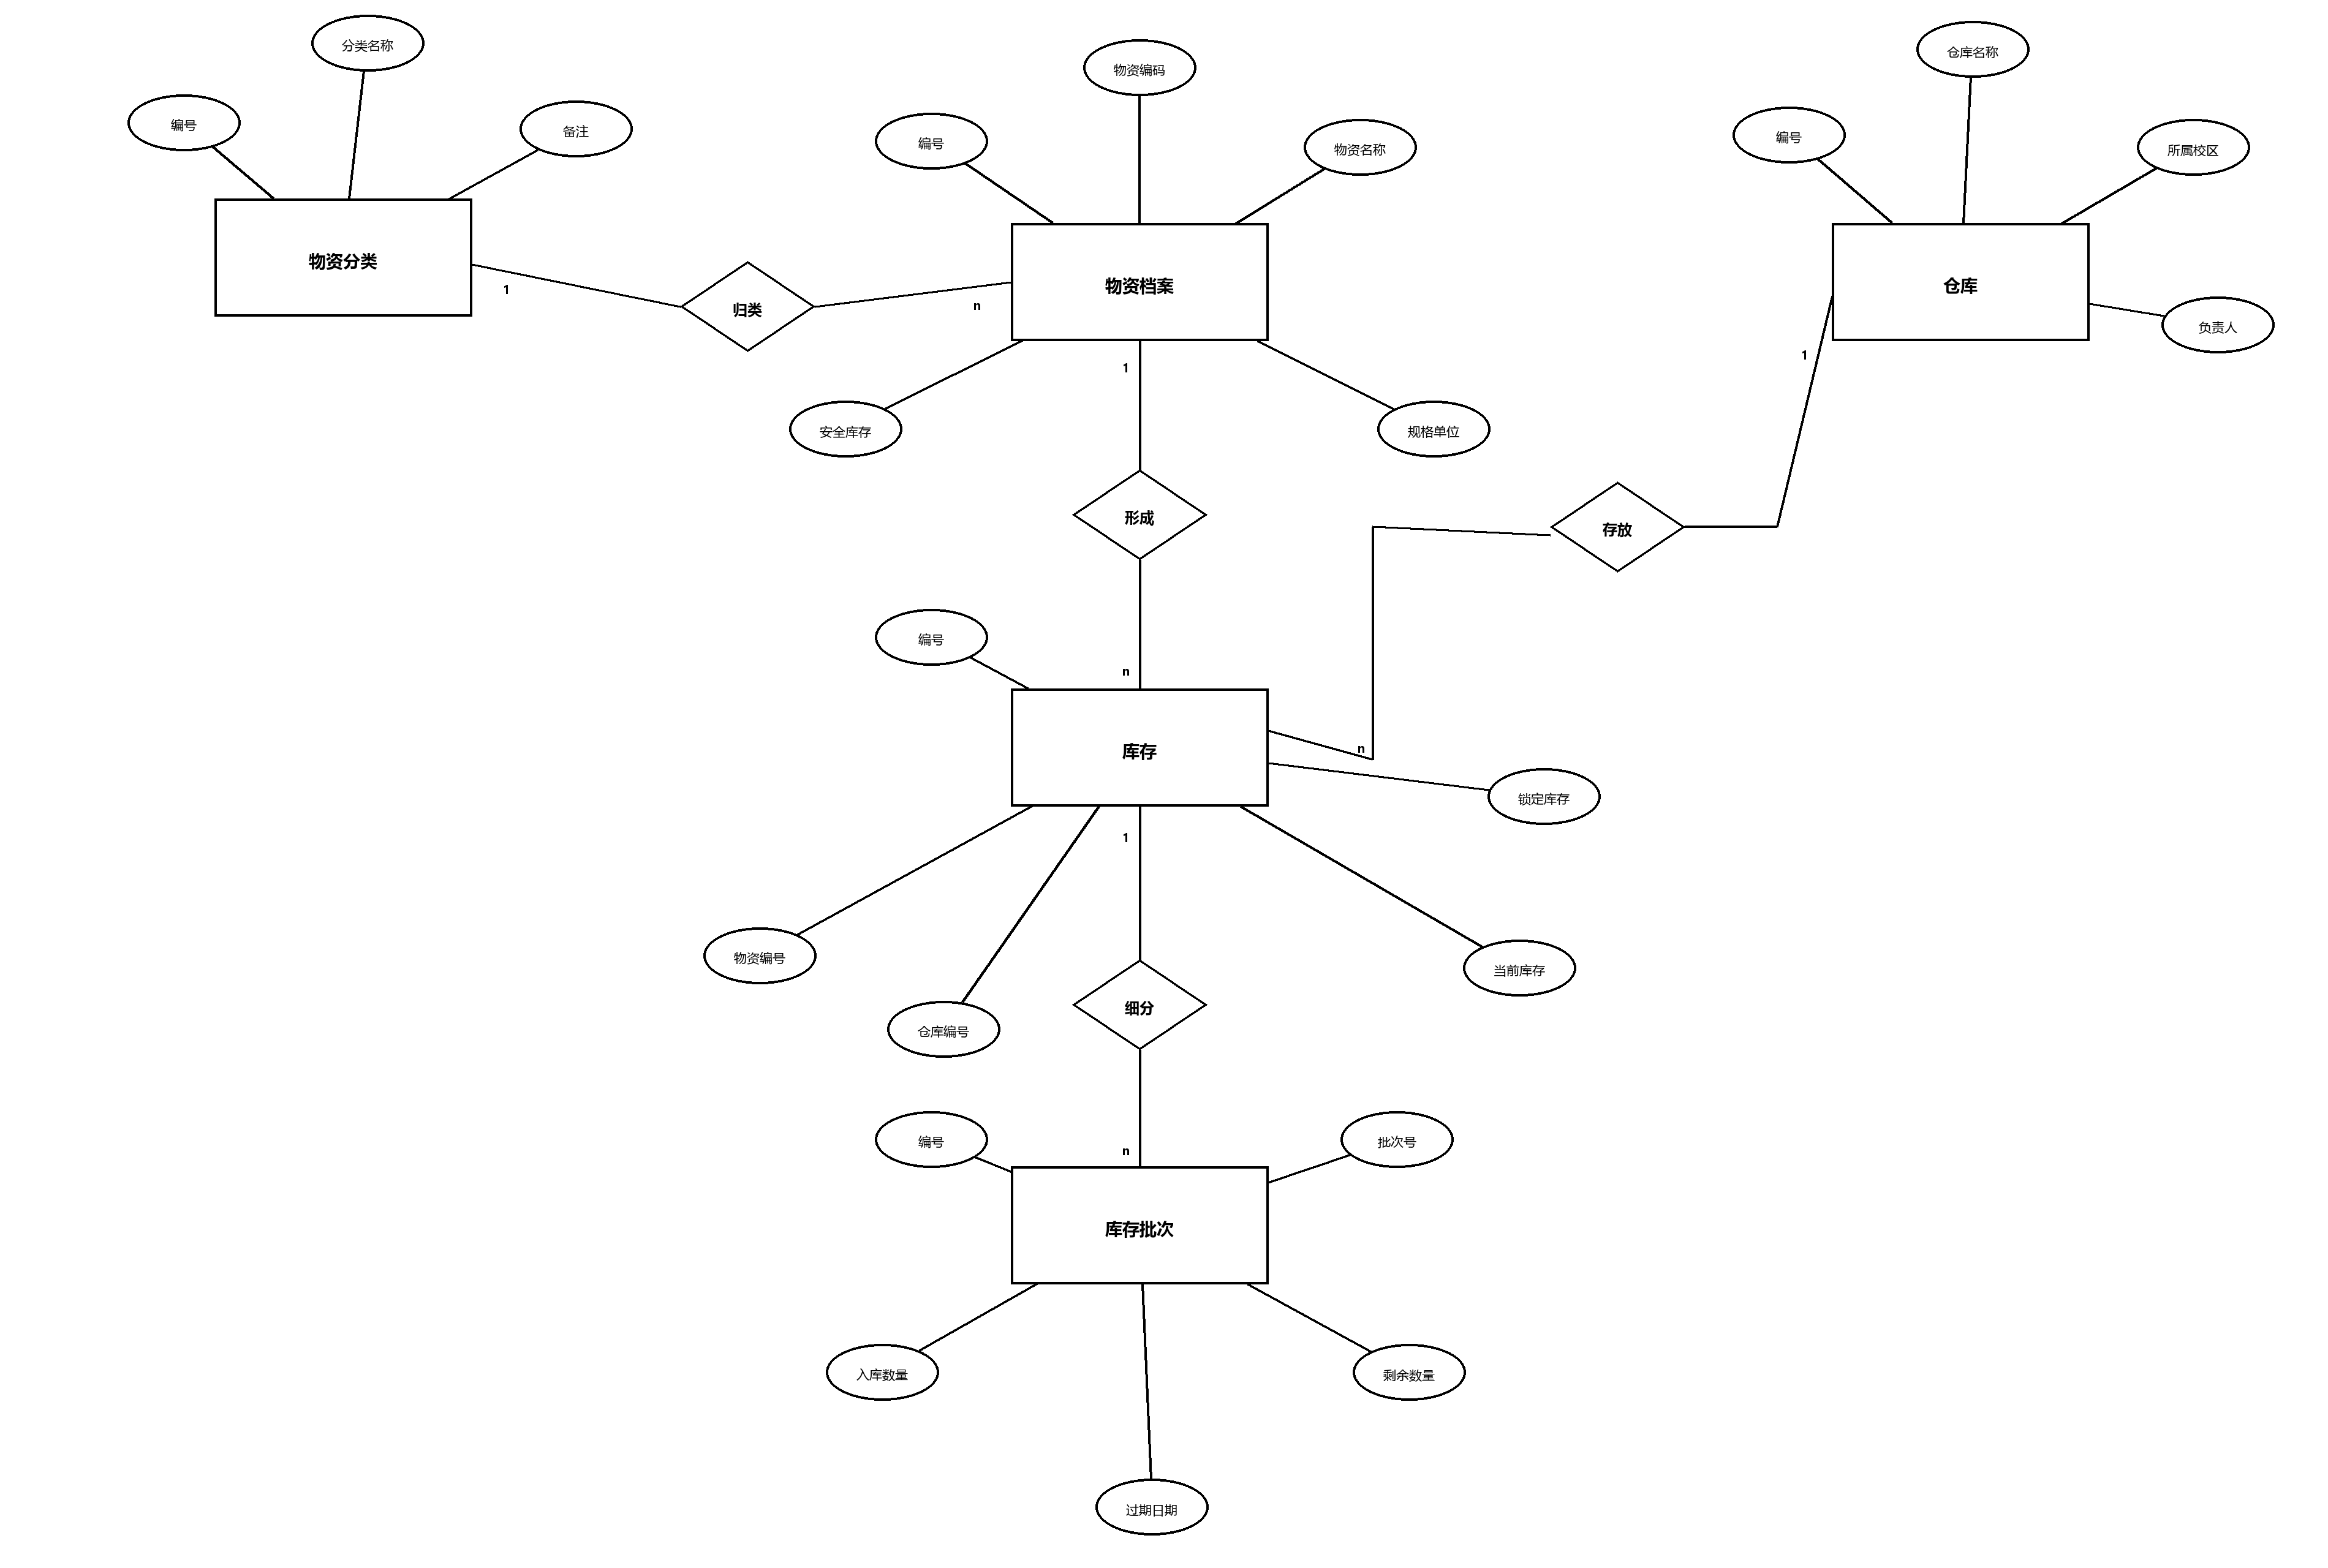 分类名称
编号
备注
物资分类
1
归类
n
物资编码
编号
物资名称
物资档案
安全库存
规格单位
1
形成
n
仓库名称
编号
所属校区
仓库
负责人
1
存放
n
编号
库存
锁定库存
1
物资编号
仓库编号
当前库存
细分
n
编号
批次号
库存批次
入库数量
剩余数量
过期日期